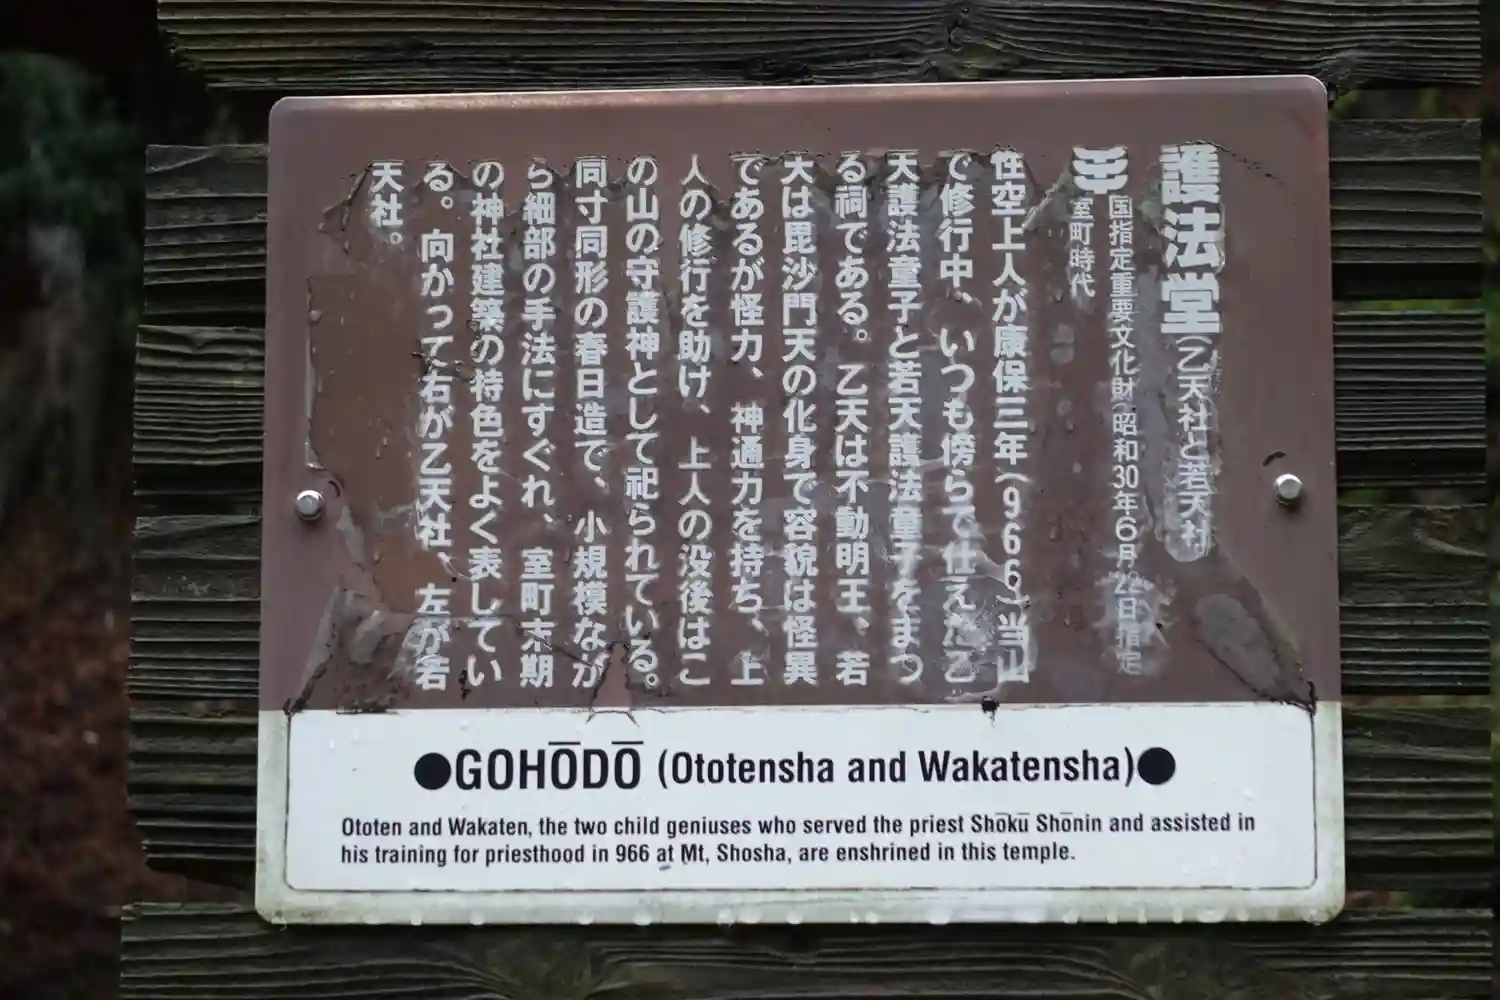 護法堂(乙天社と若天社)
国指定重要文化財(昭和30年6月22日指定
室町時代
性空上人が康保三年(966)当山
で修行中、いつも傍らで仕えた乙
天護法童子と若天護法童子をまつ
る祠である。乙天は不動明王、若
天は毘沙門天の化身で容貌は怪異
であるが怪力、神通力を持ち、上
人の修行を助け、上人の没後はこ
の山の守護神として祀られている。
同寸同形の春日造で、小規模なが
ら細部の手法にすぐれ、室町末期
の神社建築の特色をよく表してい
る。向かって右が乙天社、左が若
天社。
●GOHŌDŌ (Ototensha and Wakatensha)●
Ototen and Wakaten, the two child geniuses who served the priest Shōkū Shōnin and assisted in
his training for priesthood in 966 at Mt, Shosha, are enshrined in this temple.